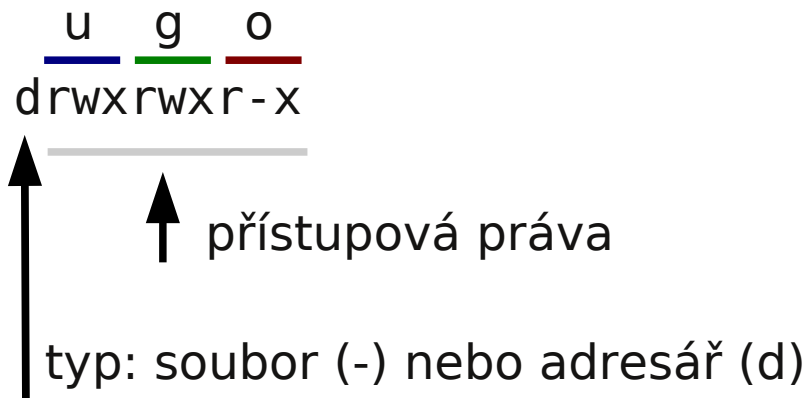 u g o
drwxrwxr-x
přístupová práva
typ: soubor (-) nebo adresář (d)